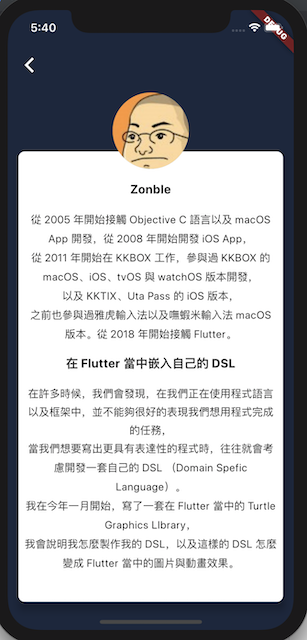 5:40
DEBUG
Zonble
從 2005 年開始接觸 Objective C 語言以及 macOS
App 開發，從 2008 年開始開發 iOS App，
從 2011 年開始在 KKBOX 工作，參與過 KKBOX 的
macOS、iOS、tvOS 與 watchOS 版本開發，
以及 KKTIX、Uta Pass 的 iOS 版本，
之前也參與過雅虎輸入法以及嘸蝦米輸入法 macOS
版本。從 2018 年開始接觸 Flutter。
在 Flutter 當中嵌入自己的 DSL
在許多時候，我們會發現，在我們正在使用程式語言
以及框架中，並不能夠很好的表現我們想用程式完成
的任務，
當我們想要寫出更具有表達性的程式時，往往就會考
慮開發一套自己的 DSL （Domain Spefic
Language）。
我在今年一月開始，寫了一套在 Flutter 當中的 Turtle
Graphics LIbrary，
我會說明我怎麼製作我的 DSL，以及這樣的 DSL 怎麼
變成 Flutter 當中的圖片與動畫效果。